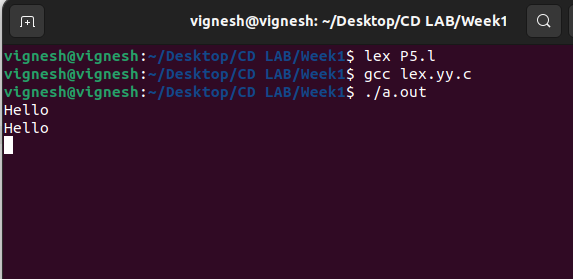 vignesh@vignesh: ~/Desktop/CD LAB/Week1
vignesh@vignesh:~/Desktop/CD LAB/Week1$ lex P5.l
vignesh@vignesh:~/Desktop/CD LAB/Week1$ gcc lex.yy.c
vignesh@vignesh:~/Desktop/CD LAB/Week1$ ./a.out
Hello
Hello